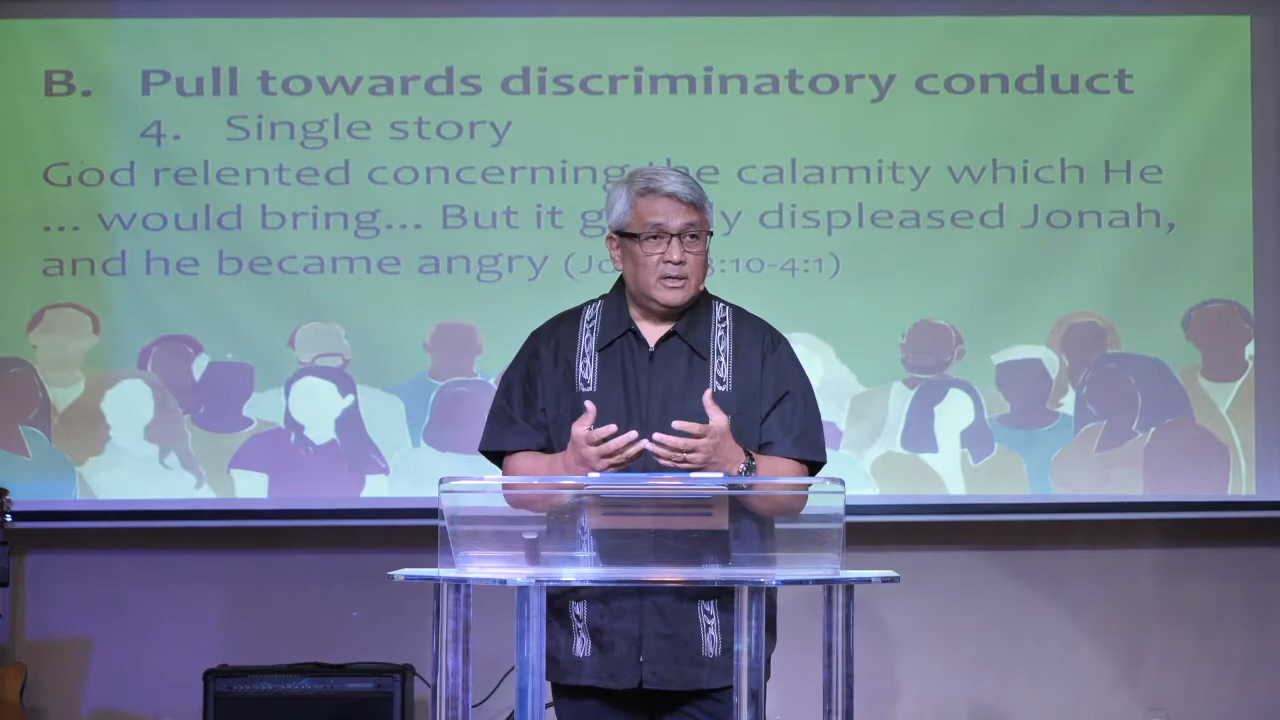 B. Pull towards discriminatory conduct
4. Single story
God relented concerning the calamity which He
... would bring... But it displeased Jonah,
and he became angry :10-4:1)